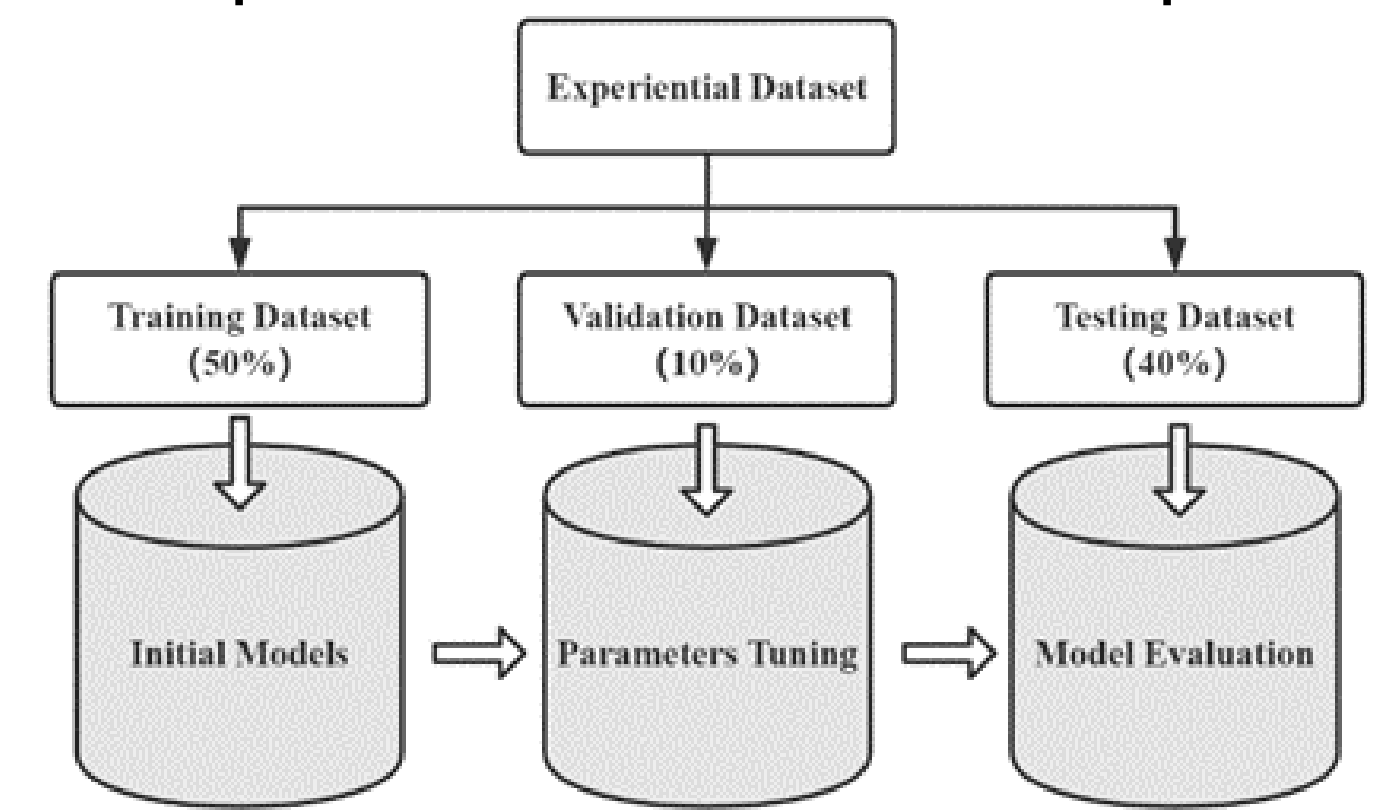 Experiential Dataset
Training Dataset
(50%)
Validation Dataset
(10%)
Testing Dataset
(40%)
Initial Models
Parameters Tuning
Model Evaluation